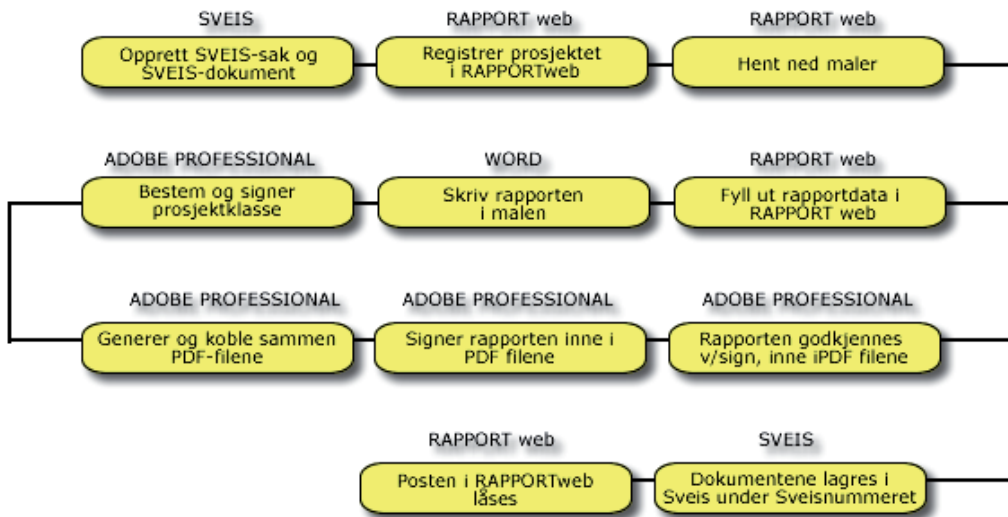 SVEIS
Opprett SVEIS-sak og
SVEIS-dokument
RAPPORT web
Registrer prosjektet
i RAPPORTweb
RAPPORT web
Hent ned maler
ADOBE PROFESSIONAL
Bestem og signer
prosjektklasse
WORD
Skriv rapporten
i malen
RAPPORT web
Fyll ut rapportdata i
RAPPORT web
ADOBE PROFESSIONAL
Generer og koble sammen
PDF-filene
ADOBE PROFESSIONAL
Signer rapporten inne i
PDF filene
ADOBE PROFESSIONAL
Rapporten godkjennes
v/sign, inne iPDF filene
RAPPORT web
Posten i RAPPORTweb
låses
SVEIS
Dokumentene lagres i
Sveis under Sveisnummeret